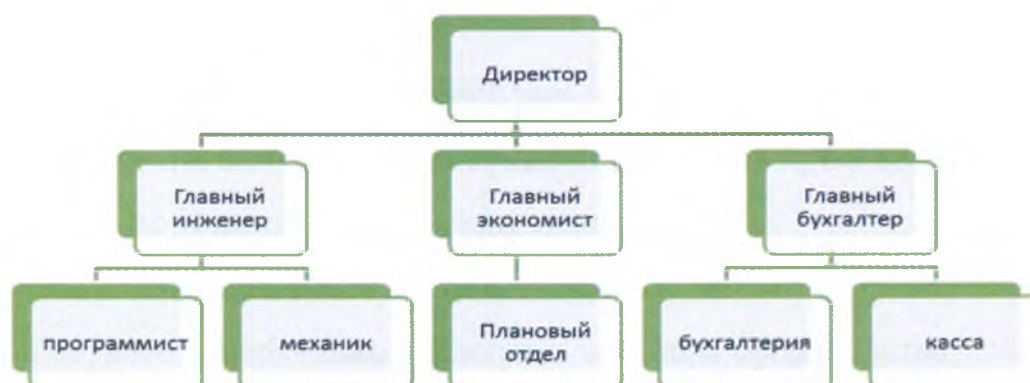 Директор
Главный
инженер
Главный
экономист
Главный
бухгалтер
программист
механик
Плановый
отдел
бухгалтерия
касса